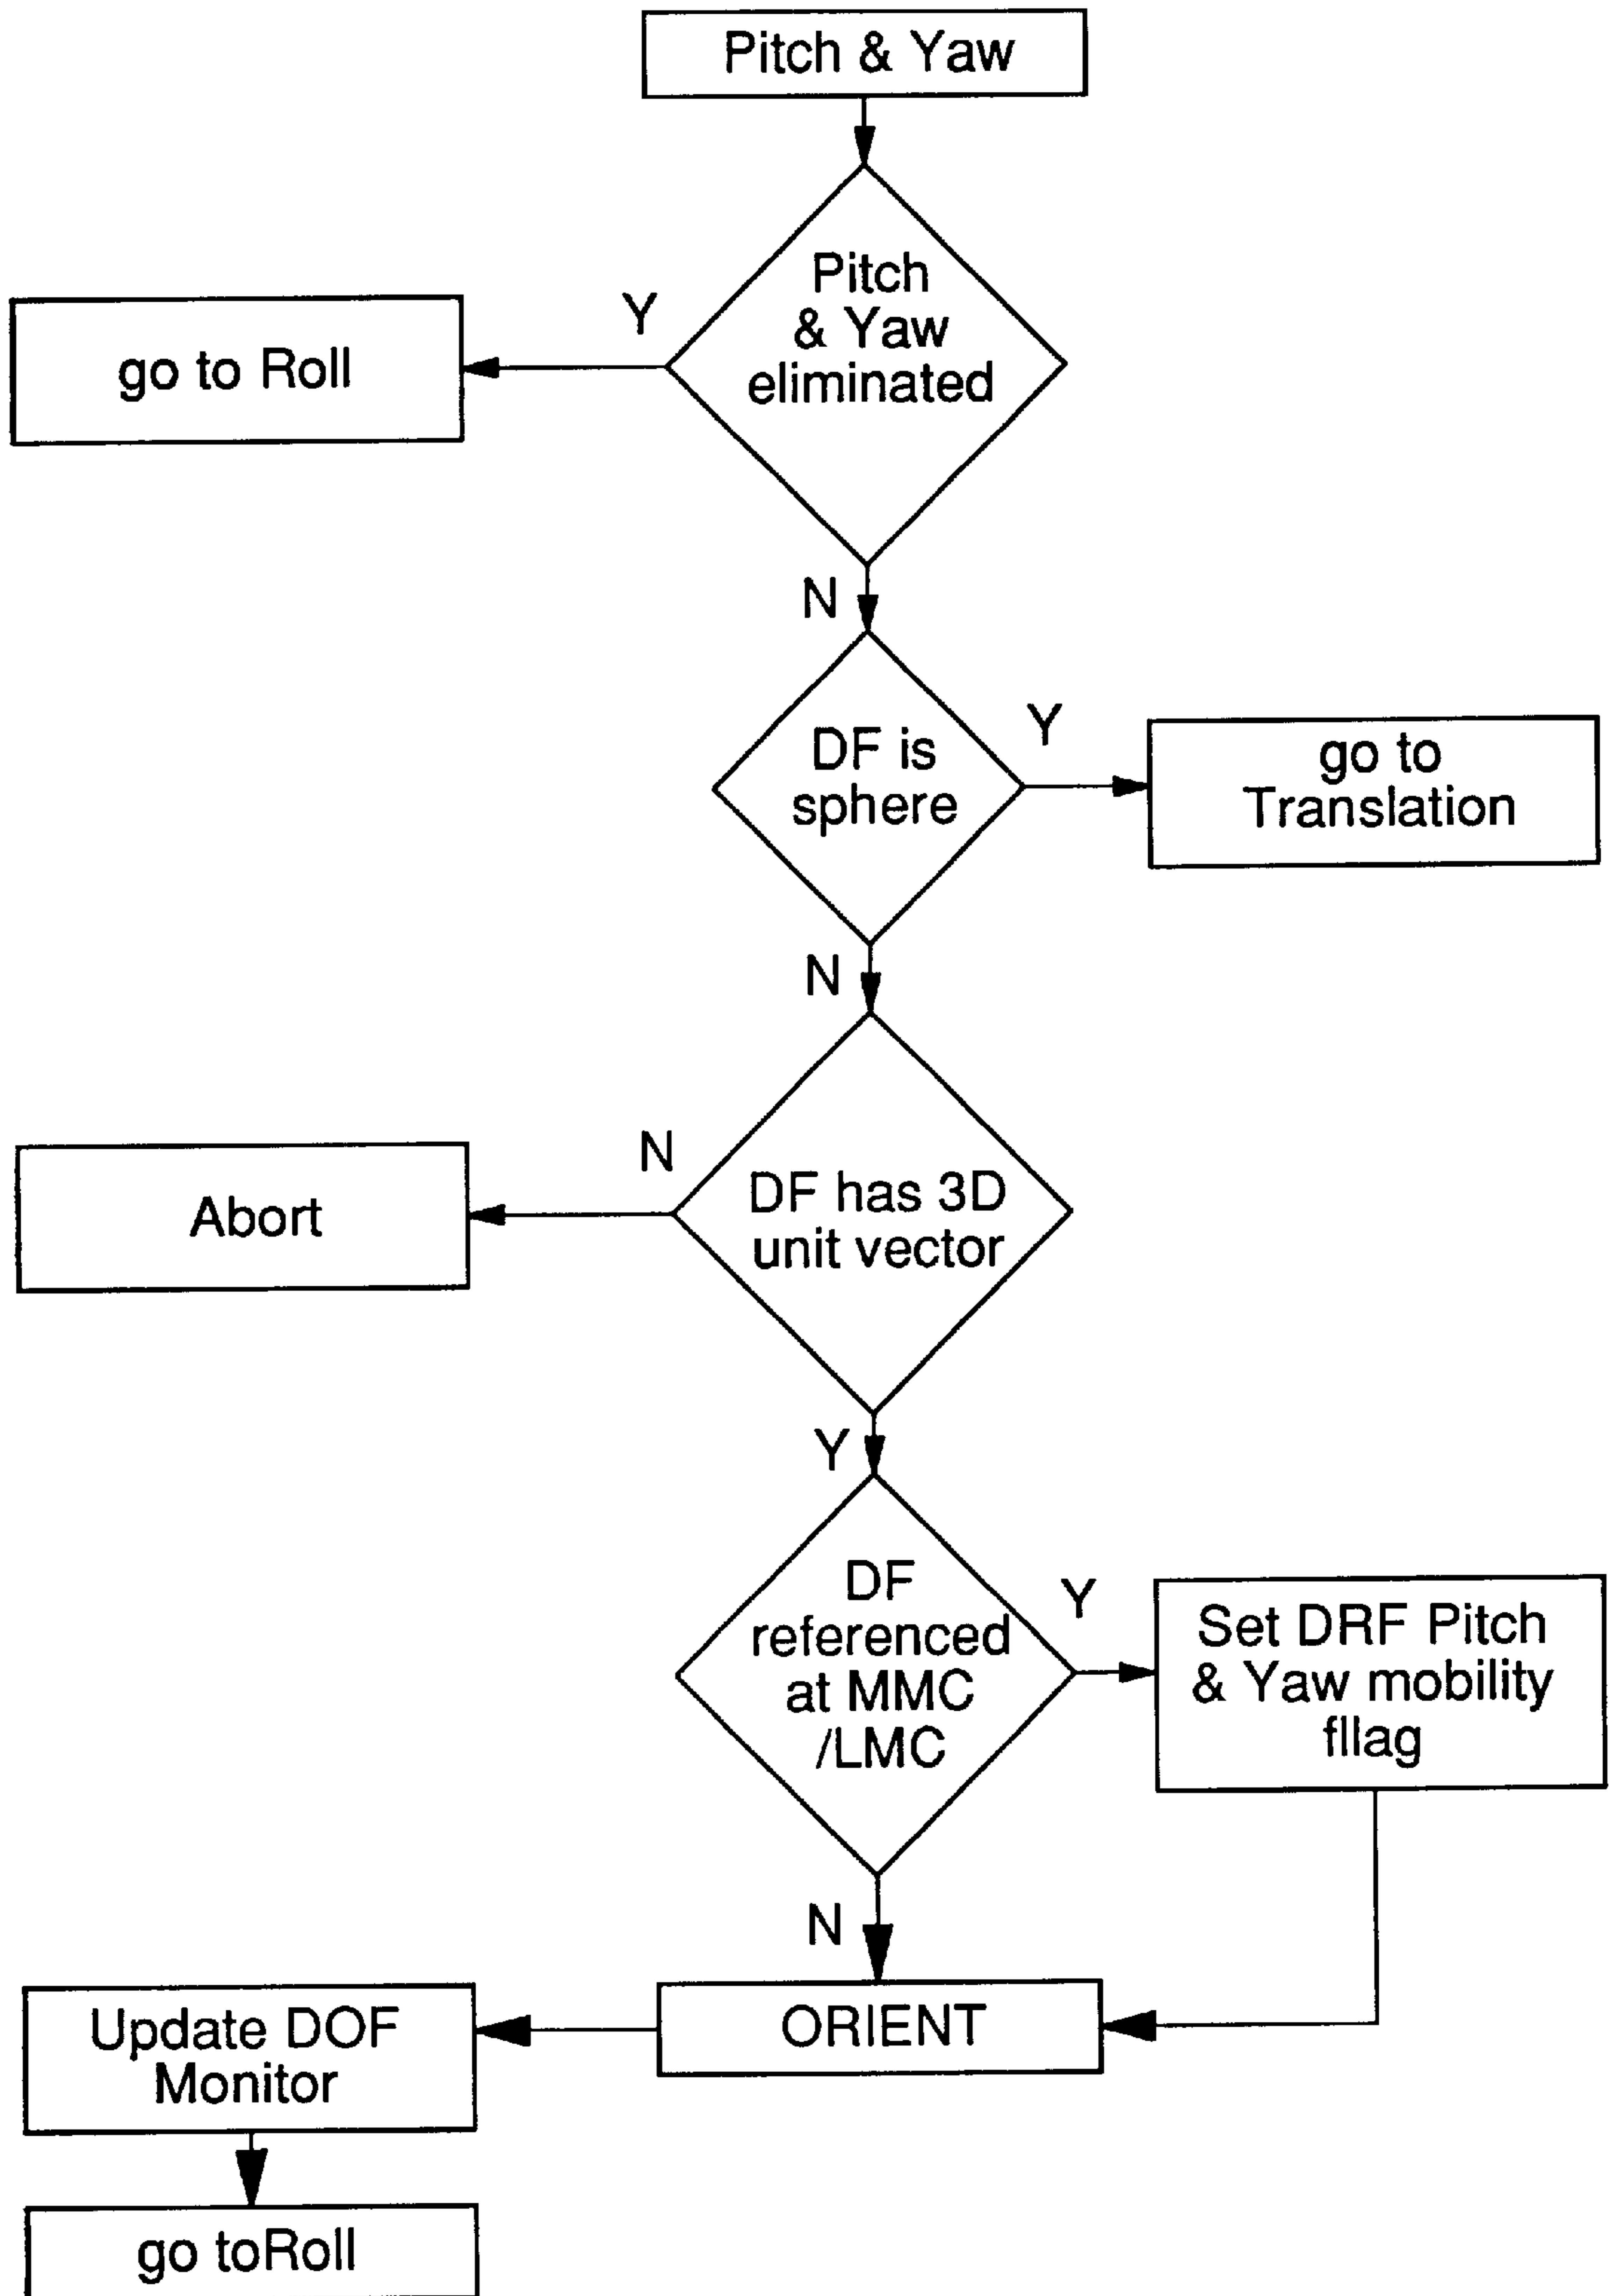 Pitch & Yaw
Pitch
& Yaw
eliminated
Y
go to Roll
N
DF is
sphere
Y
go to
Translation
N
DF has 3D
unit vector
N
Abort
Y
DF
referenced
at MMC
/LMC
Y
Set DRF Pitch
& Yaw mobility
fllag
N
ORIENT
Update DOF
Monitor
go toRoll